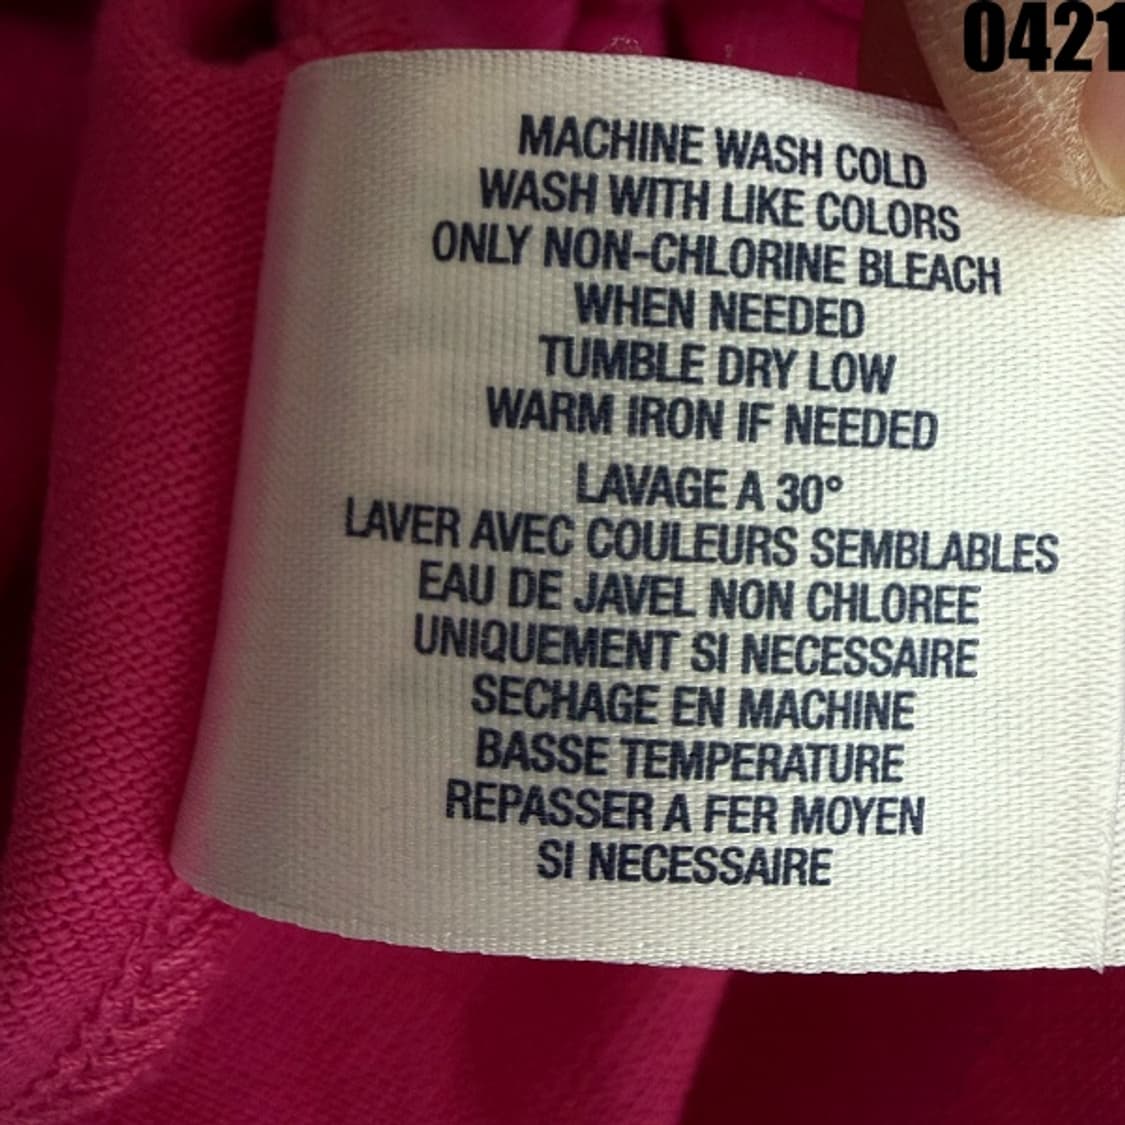 0421
MACHINE WASH COLD
WASH WITH LIKE COLORS
ONLY NON-CHLORINE BLEACH
WHEN NEEDED
TUMBLE DRY LOW
WARM IRON IF NEEDED
LAVAGE A 30°
LAVER AVEC COULEURS SEMBLABLES
EAU DE JAVEL NON CHLOREE
UNIQUEMENT SI NECESSAIRE
SECHAGE EN MACHINE
BASSE TEMPERATURE
REPASSER A FER MOYEN
SI NECESSAIRE